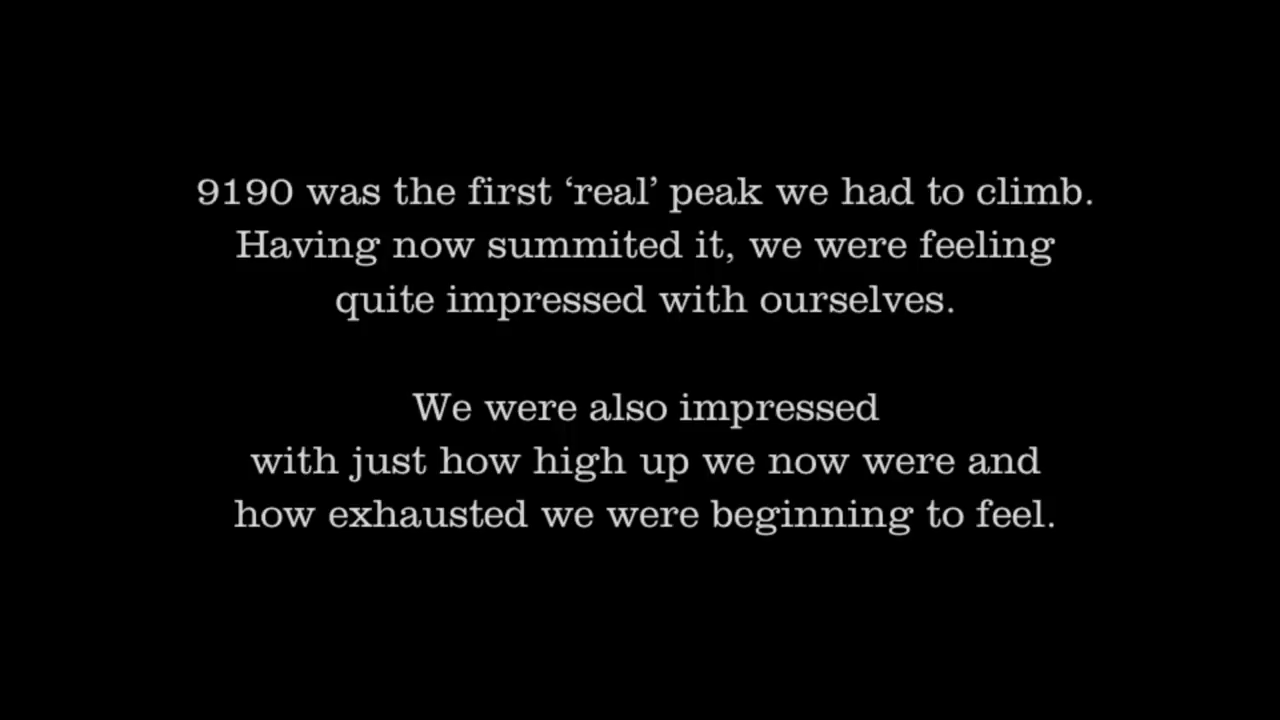 9190 was the first ‘real’ peak we had to climb.
Having now summited it, we were feeling
quite impressed with ourselves.
We were also impressed
with just how high up we now were and
how exhausted we were beginning to feel.